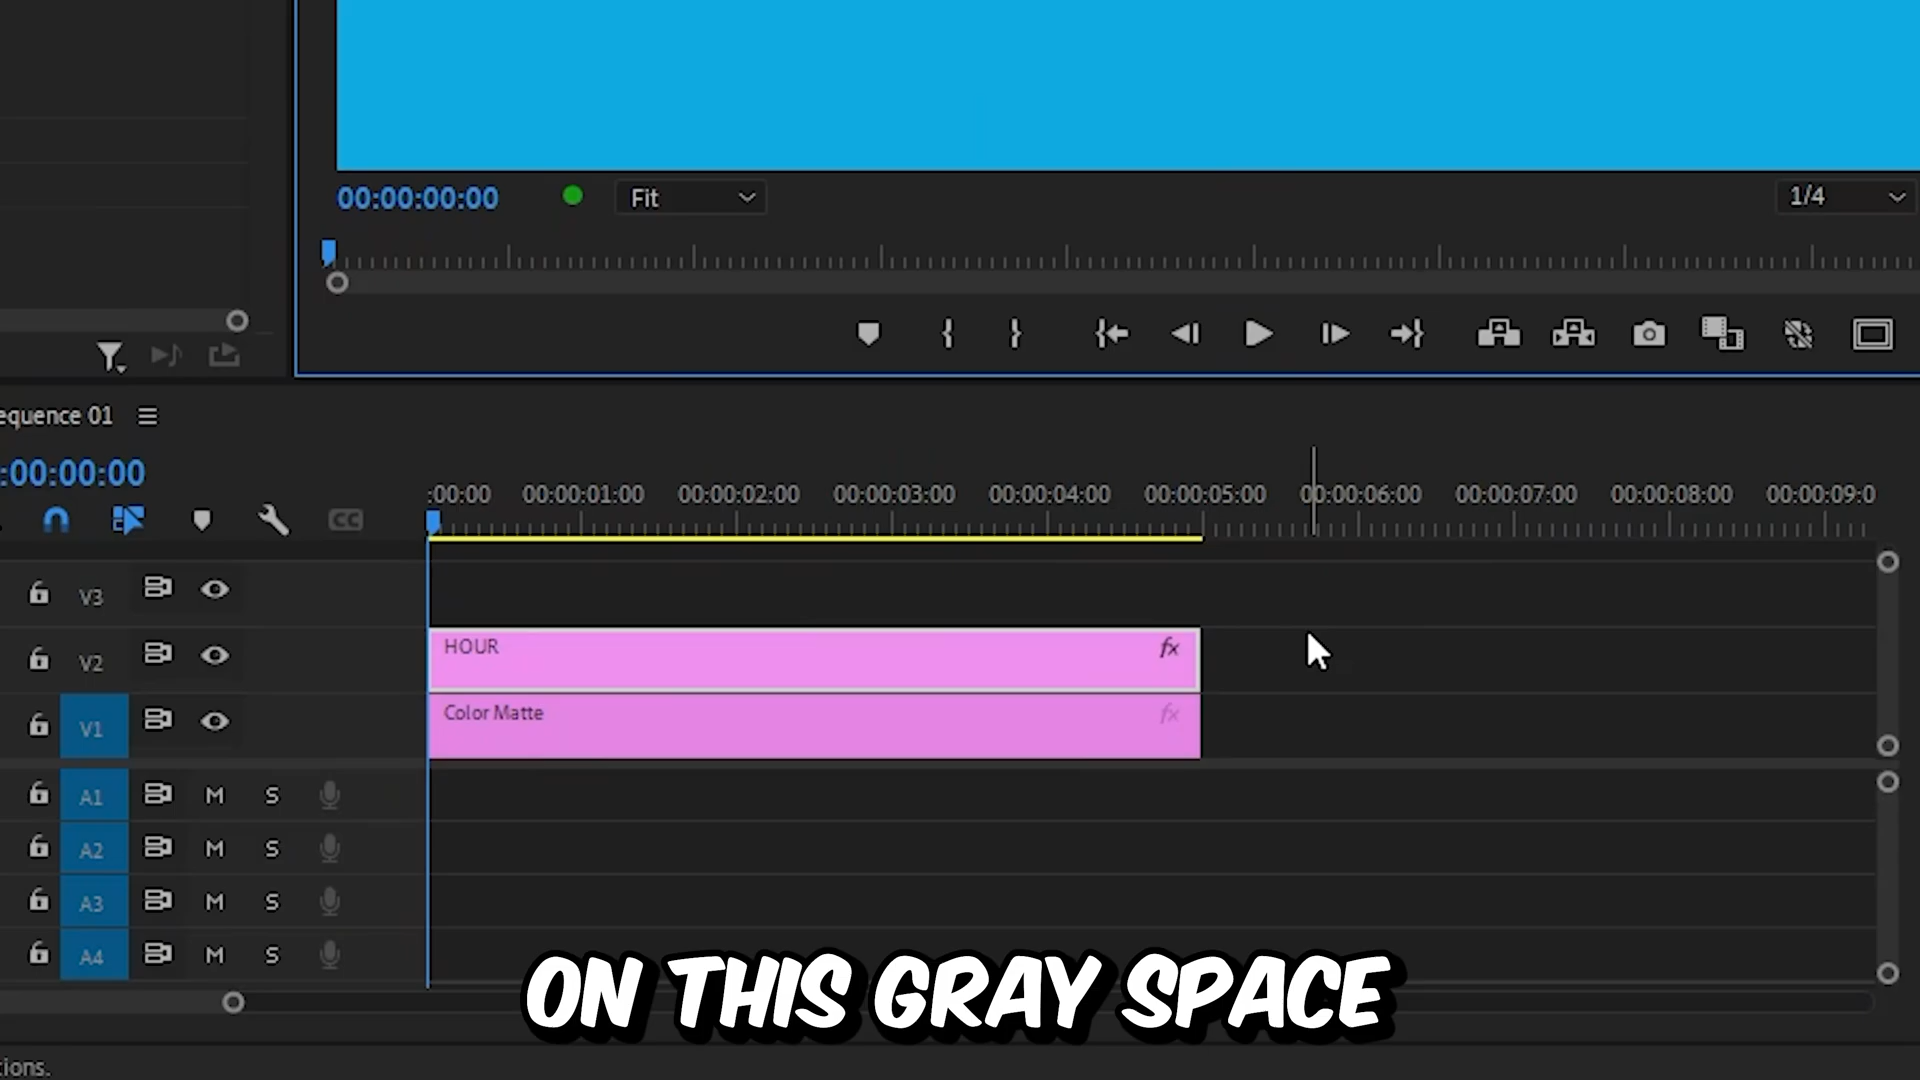 00:00:00:00
Fit
1/4
equence 01
:00:00:00
:00:00
00:00:01:00
00:00:02:00
00:00:03:00
00:00:04:00
00:00:05:00
00:00:06:00
00:00:07:00
00:00:08:00
00:00:09:0
CC
V3
V2
HOUR
fx
V1
Color Matte
fx
A1 M S
A2 M S
A3 M S
A4 M S
ON THIS GRAY SPACE
tions.